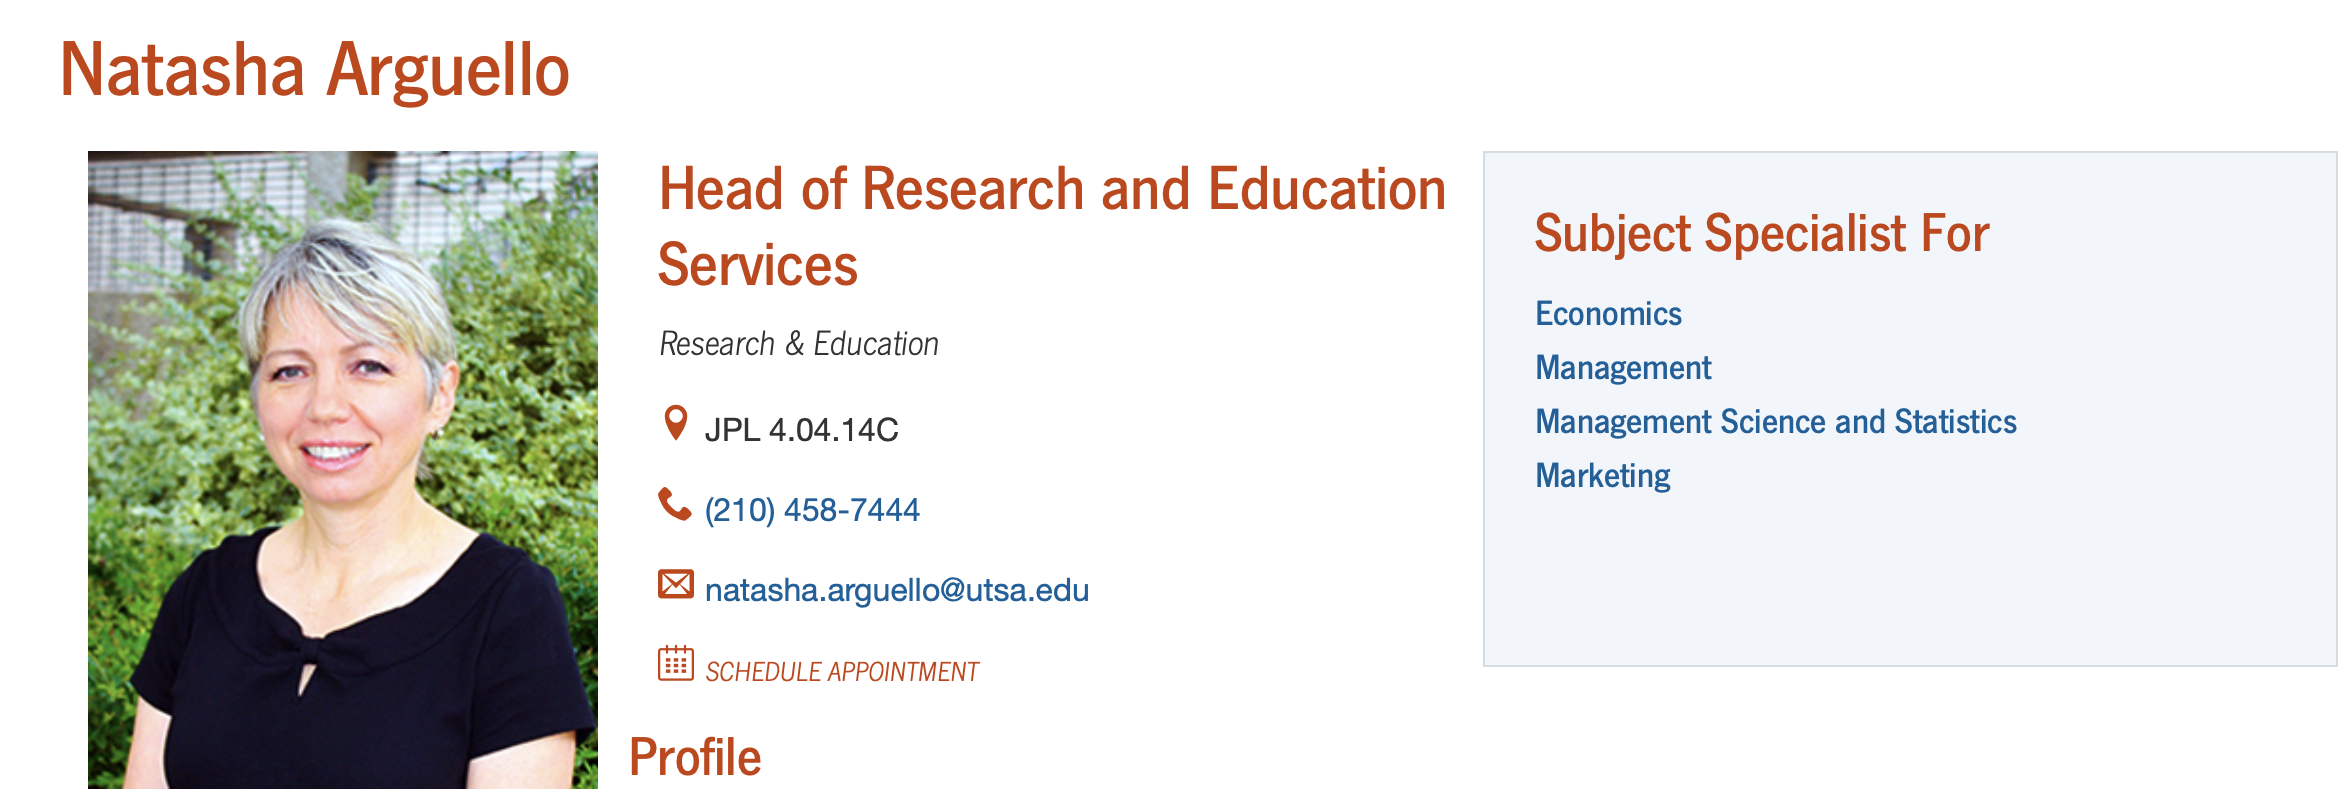 Natasha Arguello
Head of Research and Education
Services
Research & Education
JPL 4.04.14C
(210) 458-7444
natasha.arguello@utsa.edu
SCHEDULE APPOINTMENT
Profile
Subject Specialist For
Economics
Management
Management Science and Statistics
Marketing